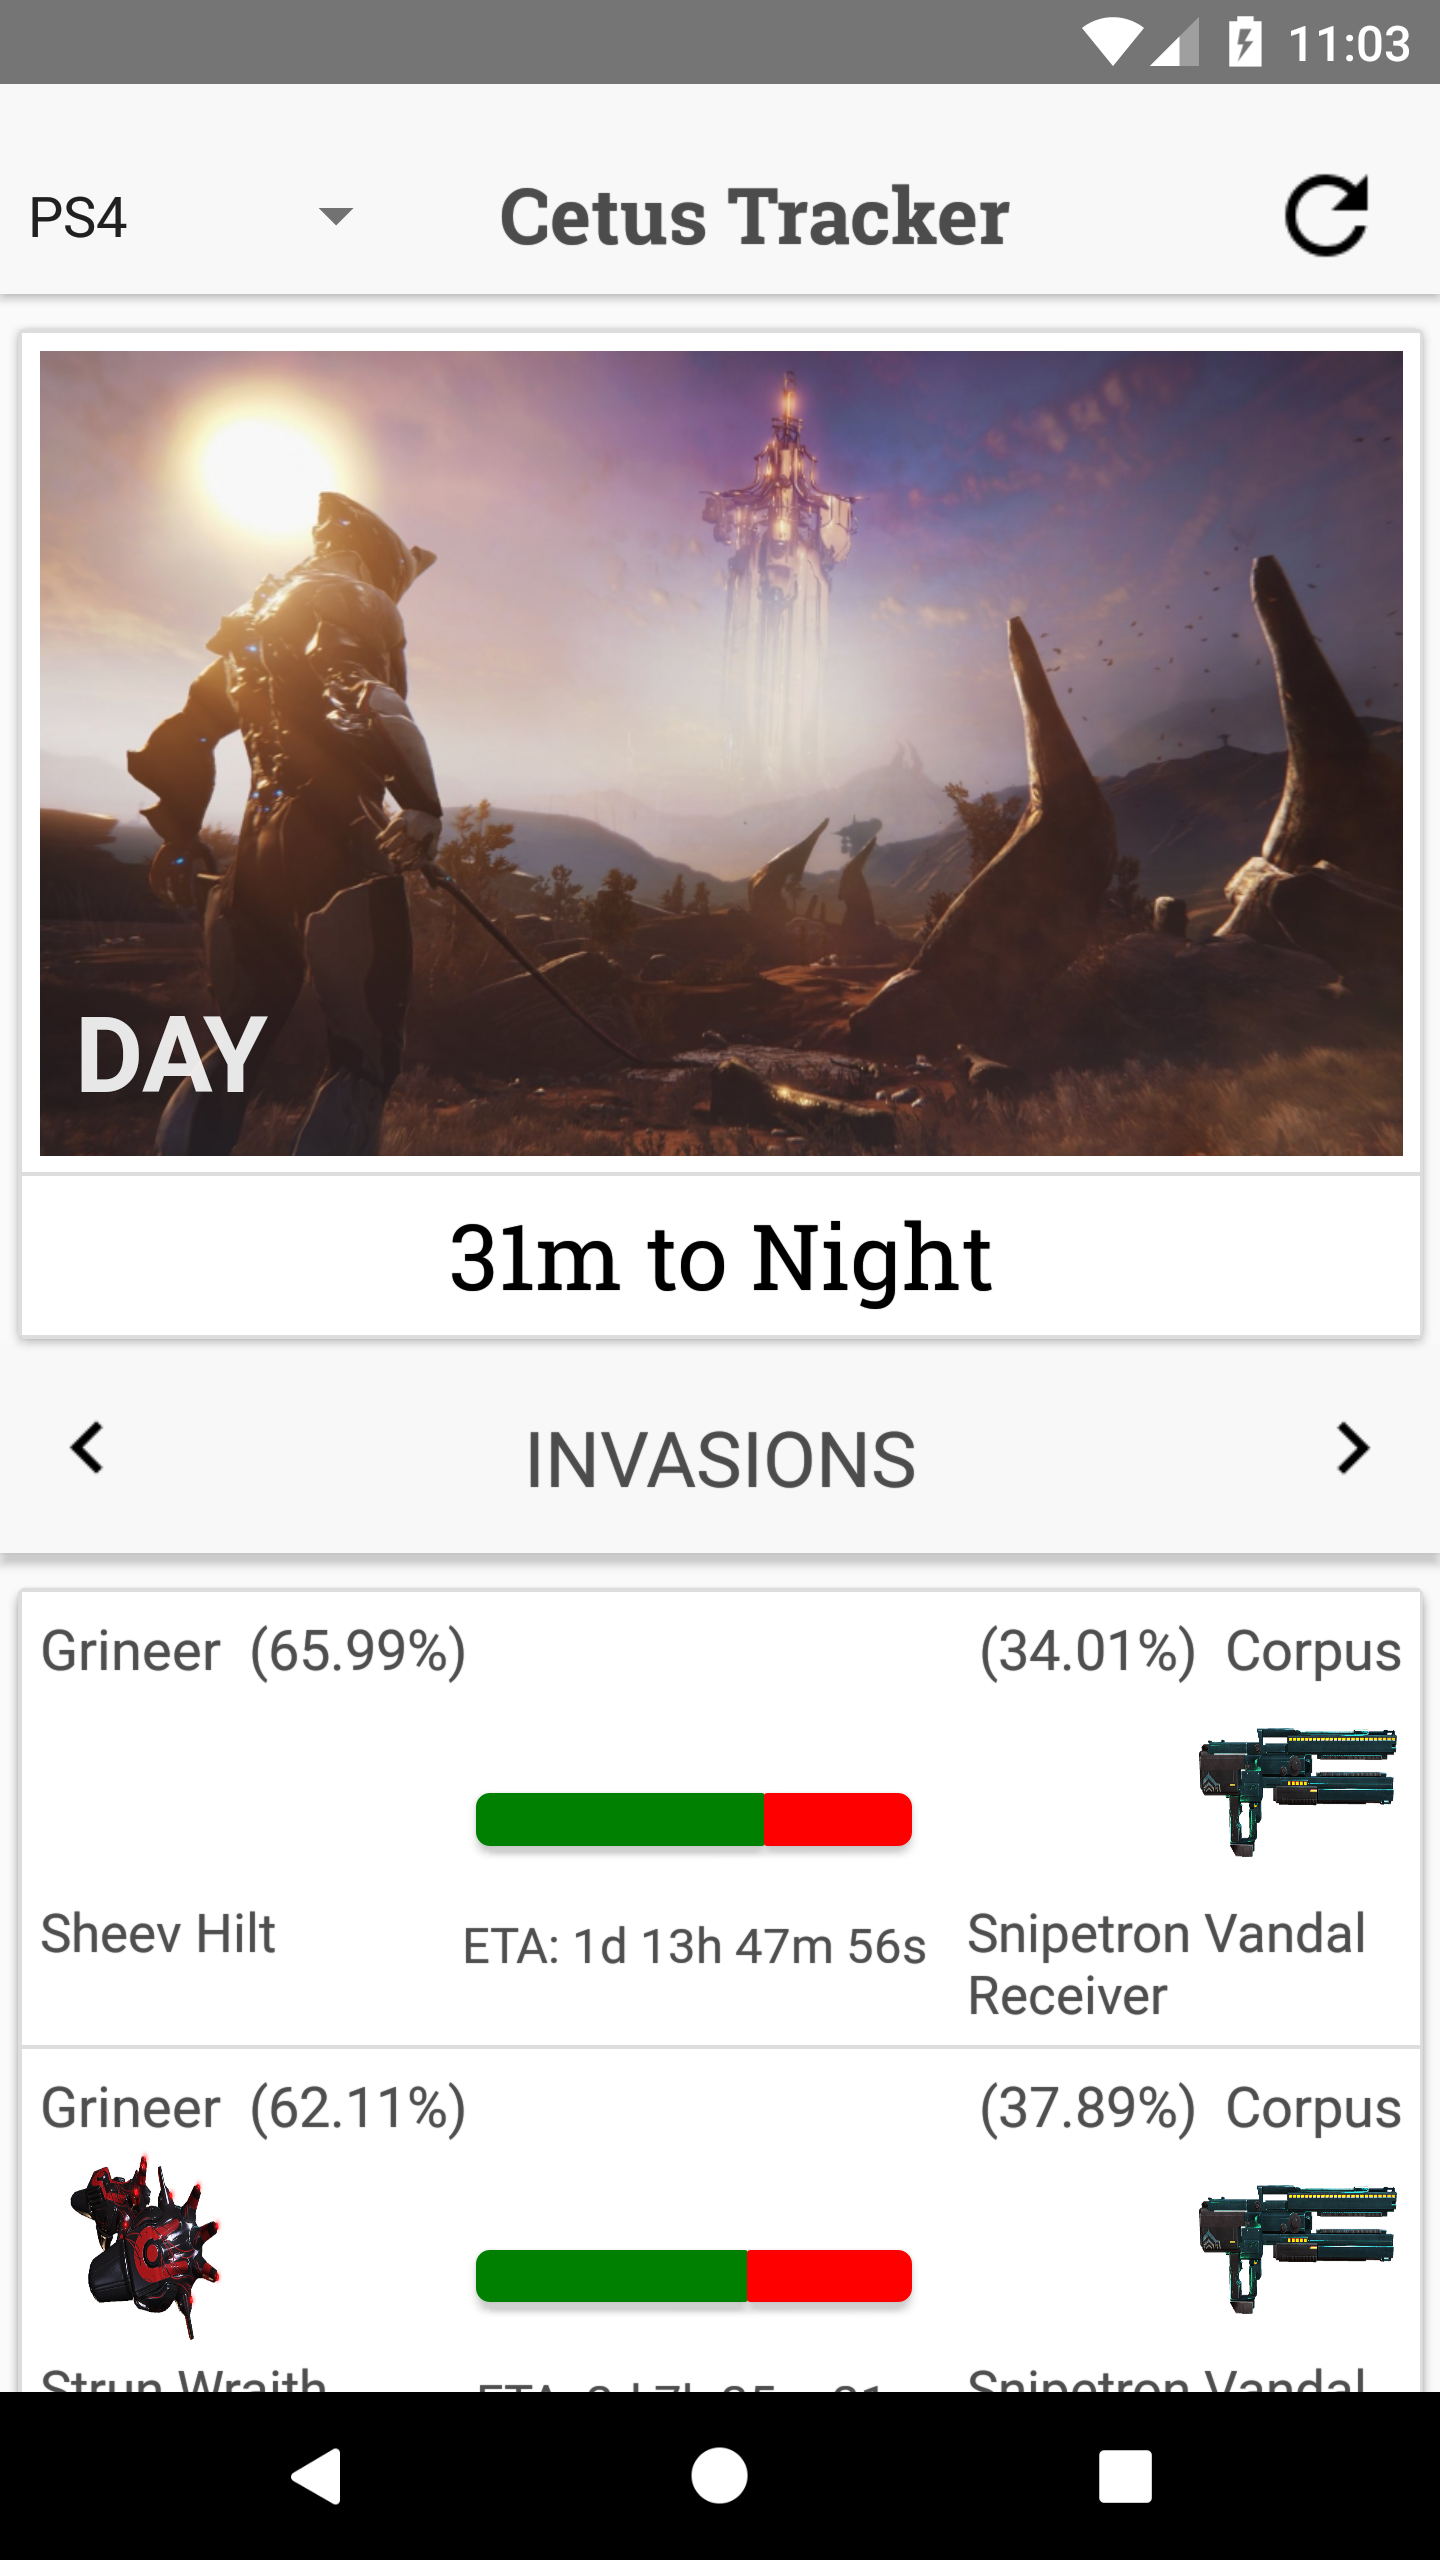 11:03
PS4
Cetus Tracker
DAY
31m to Night
INVASIONS
Grineer (65.99%)
(34.01%) Corpus
Sheev Hilt
ETA: 1d 13h 47m 56s
Snipetron Vandal
Receiver
Grineer (62.11%)
(37.89%) Corpus
Strun Wraith
Snipetron Vandal